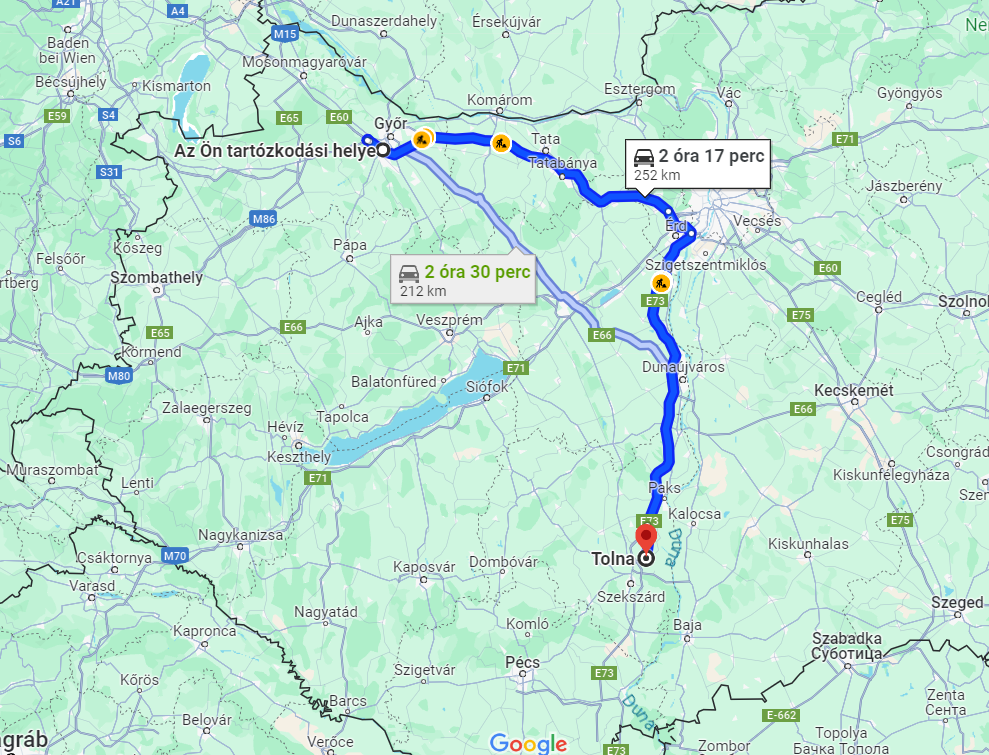 A21
A4
Dunaszerdahely
Érsekújvár
M15
Baden
bei Wien
Mosonmagyaróvár
Bécsújhely
Kismarton
Esztergom
Vác
Gyöngyös
E59
S4
Komárom
E65
E60
Győr
Tata
E71
S6
Az Ön tartózkodási helye
Tatabánya
2 óra 17 perc
252 km
S31
Jászberény
M86
Érd
Vecsés
Kőszeg
Pápa
Felsőőr
Szigetszentmiklós
E60
rtberg
Szombathely
2 óra 30 perc
212 km
E73
Cegléd
Szolnok
E75
Ajka
Veszprém
E66
E65
E66
Körmend
E71
Dunaújváros
M80
Balatonfüred
Siófok
Kecskemét
Zalaegerszeg
Tapolca
E66
Hévíz
Keszthely
Csongrád
Muraszombat
E71
Kiskunfélegyháza
Lenti
Paks
Szen
Kalocsa
E73
E75
Nagykanizsa
Duna
Kiskunhalas
Csáktornya
M70
Tolna
Dombóvár
Kaposvár
Varasd
Szekszárd
Szeged
Nagyatád
Komló
Baja
Kapronca
Szabadka
Суботица
Pécs
Szigetvár
E73
Kőrös
Zenta
Сента
Barcs
Duna
E-662
Belovár
Topolya
Бачка Топола
ágráb
Verőce
Google
E73
Zombor